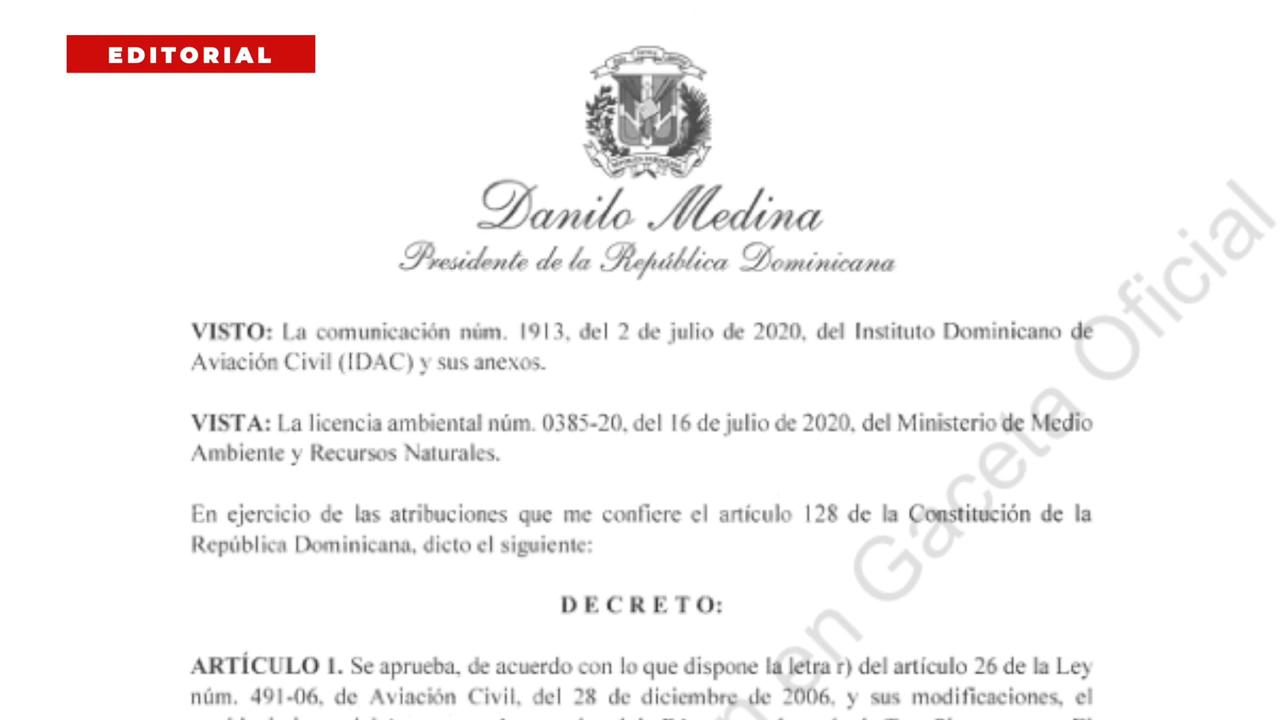 EDITORIAL
REPÚBLICA DOMINICANA
Danilo Medina
Presidente de la República Dominicana
VISTO: La comunicación núm. 1913, del 2 de julio de 2020, del Instituto Dominicano de
Aviación Civil (IDAC) y sus anexos.
VISTA: La licencia ambiental núm. 0385-20, del 16 de julio de 2020, del Ministerio de Medio
Ambiente y Recursos Naturales.
En ejercicio de las atribuciones que me confiere el artículo 128 de la Constitución de la
República Dominicana, dicto el siguiente:
DECRETO:
ARTÍCULO 1. Se aprueba, de acuerdo con lo que dispone la letra r) del artículo 26 de la Ley
núm. 491-06, de Aviación Civil, del 28 de diciembre de 2006, y sus modificaciones, el
en Gaceta Oficial